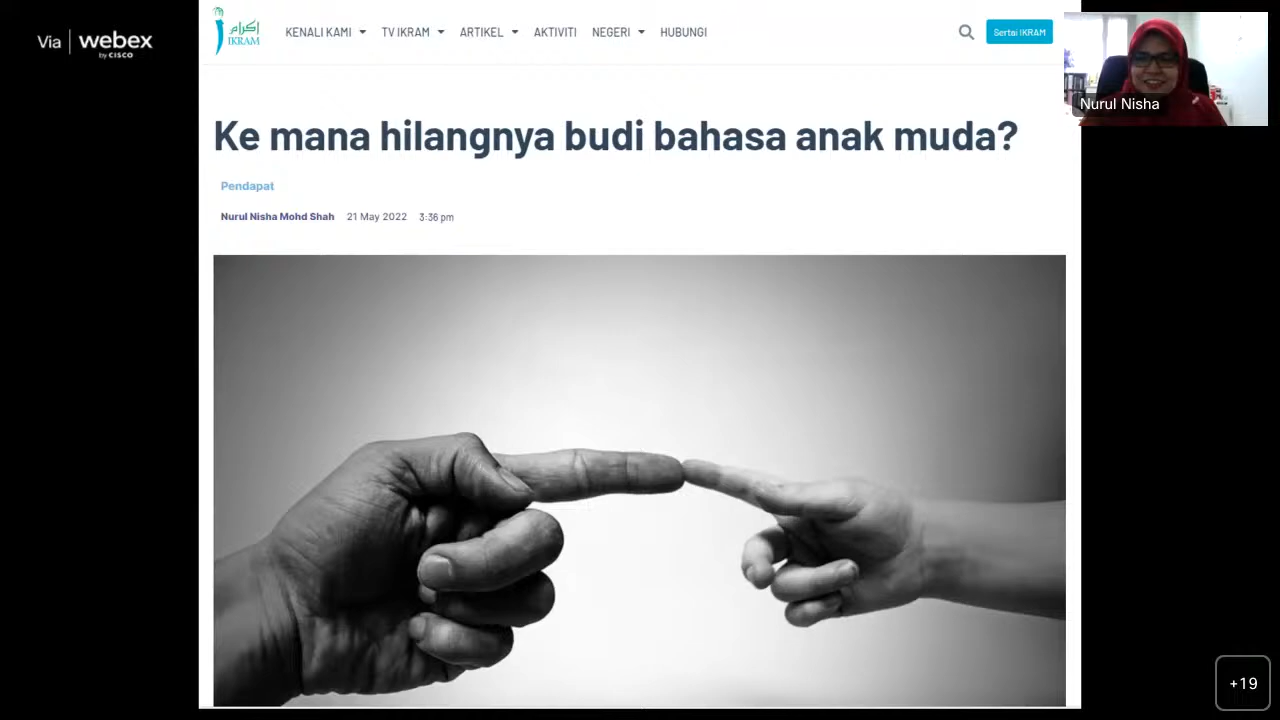 Via webex
by CISCO
اکرام
IKRAM
KENALI KAMI TV IKRAM ARTIKEL AKTIVITI NEGERI HUBUNGI
Sertai IKRAM
Nurul Nisha
Ke mana hilangnya budi bahasa anak muda?
Pendapat
Nurul Nisha Mohd Shah 21 May 2022 3:36 pm
+19